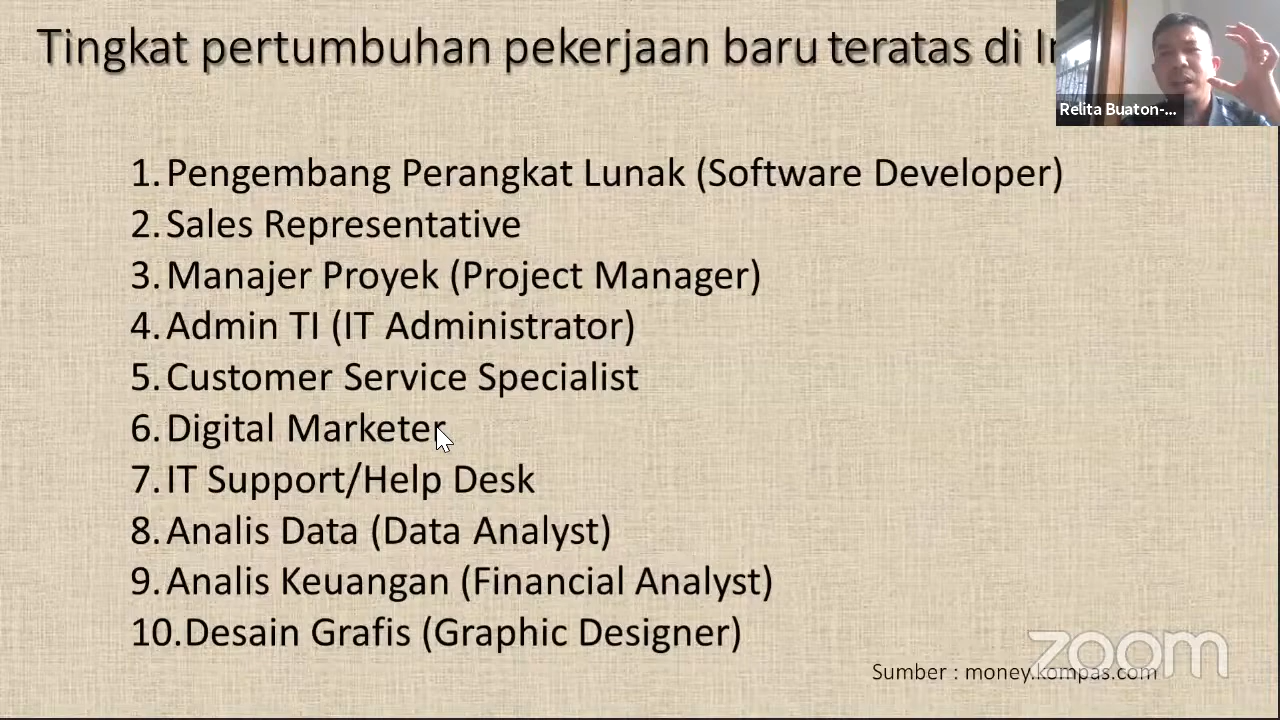 Tingkat pertumbuhan pekerjaan baru teratas di
Relita Buaton-...
1. Pengembang Perangkat Lunak (Software Developer)
2. Sales Representative
3. Manajer Proyek (Project Manager)
4. Admin TI (IT Administrator)
5. Customer Service Specialist
6. Digital Marketer
7. IT Support/Help Desk
8. Analis Data (Data Analyst)
9. Analis Keuangan (Financial Analyst)
10. Desain Grafis (Graphic Designer)
zoom
Sumber : money.kompas.com